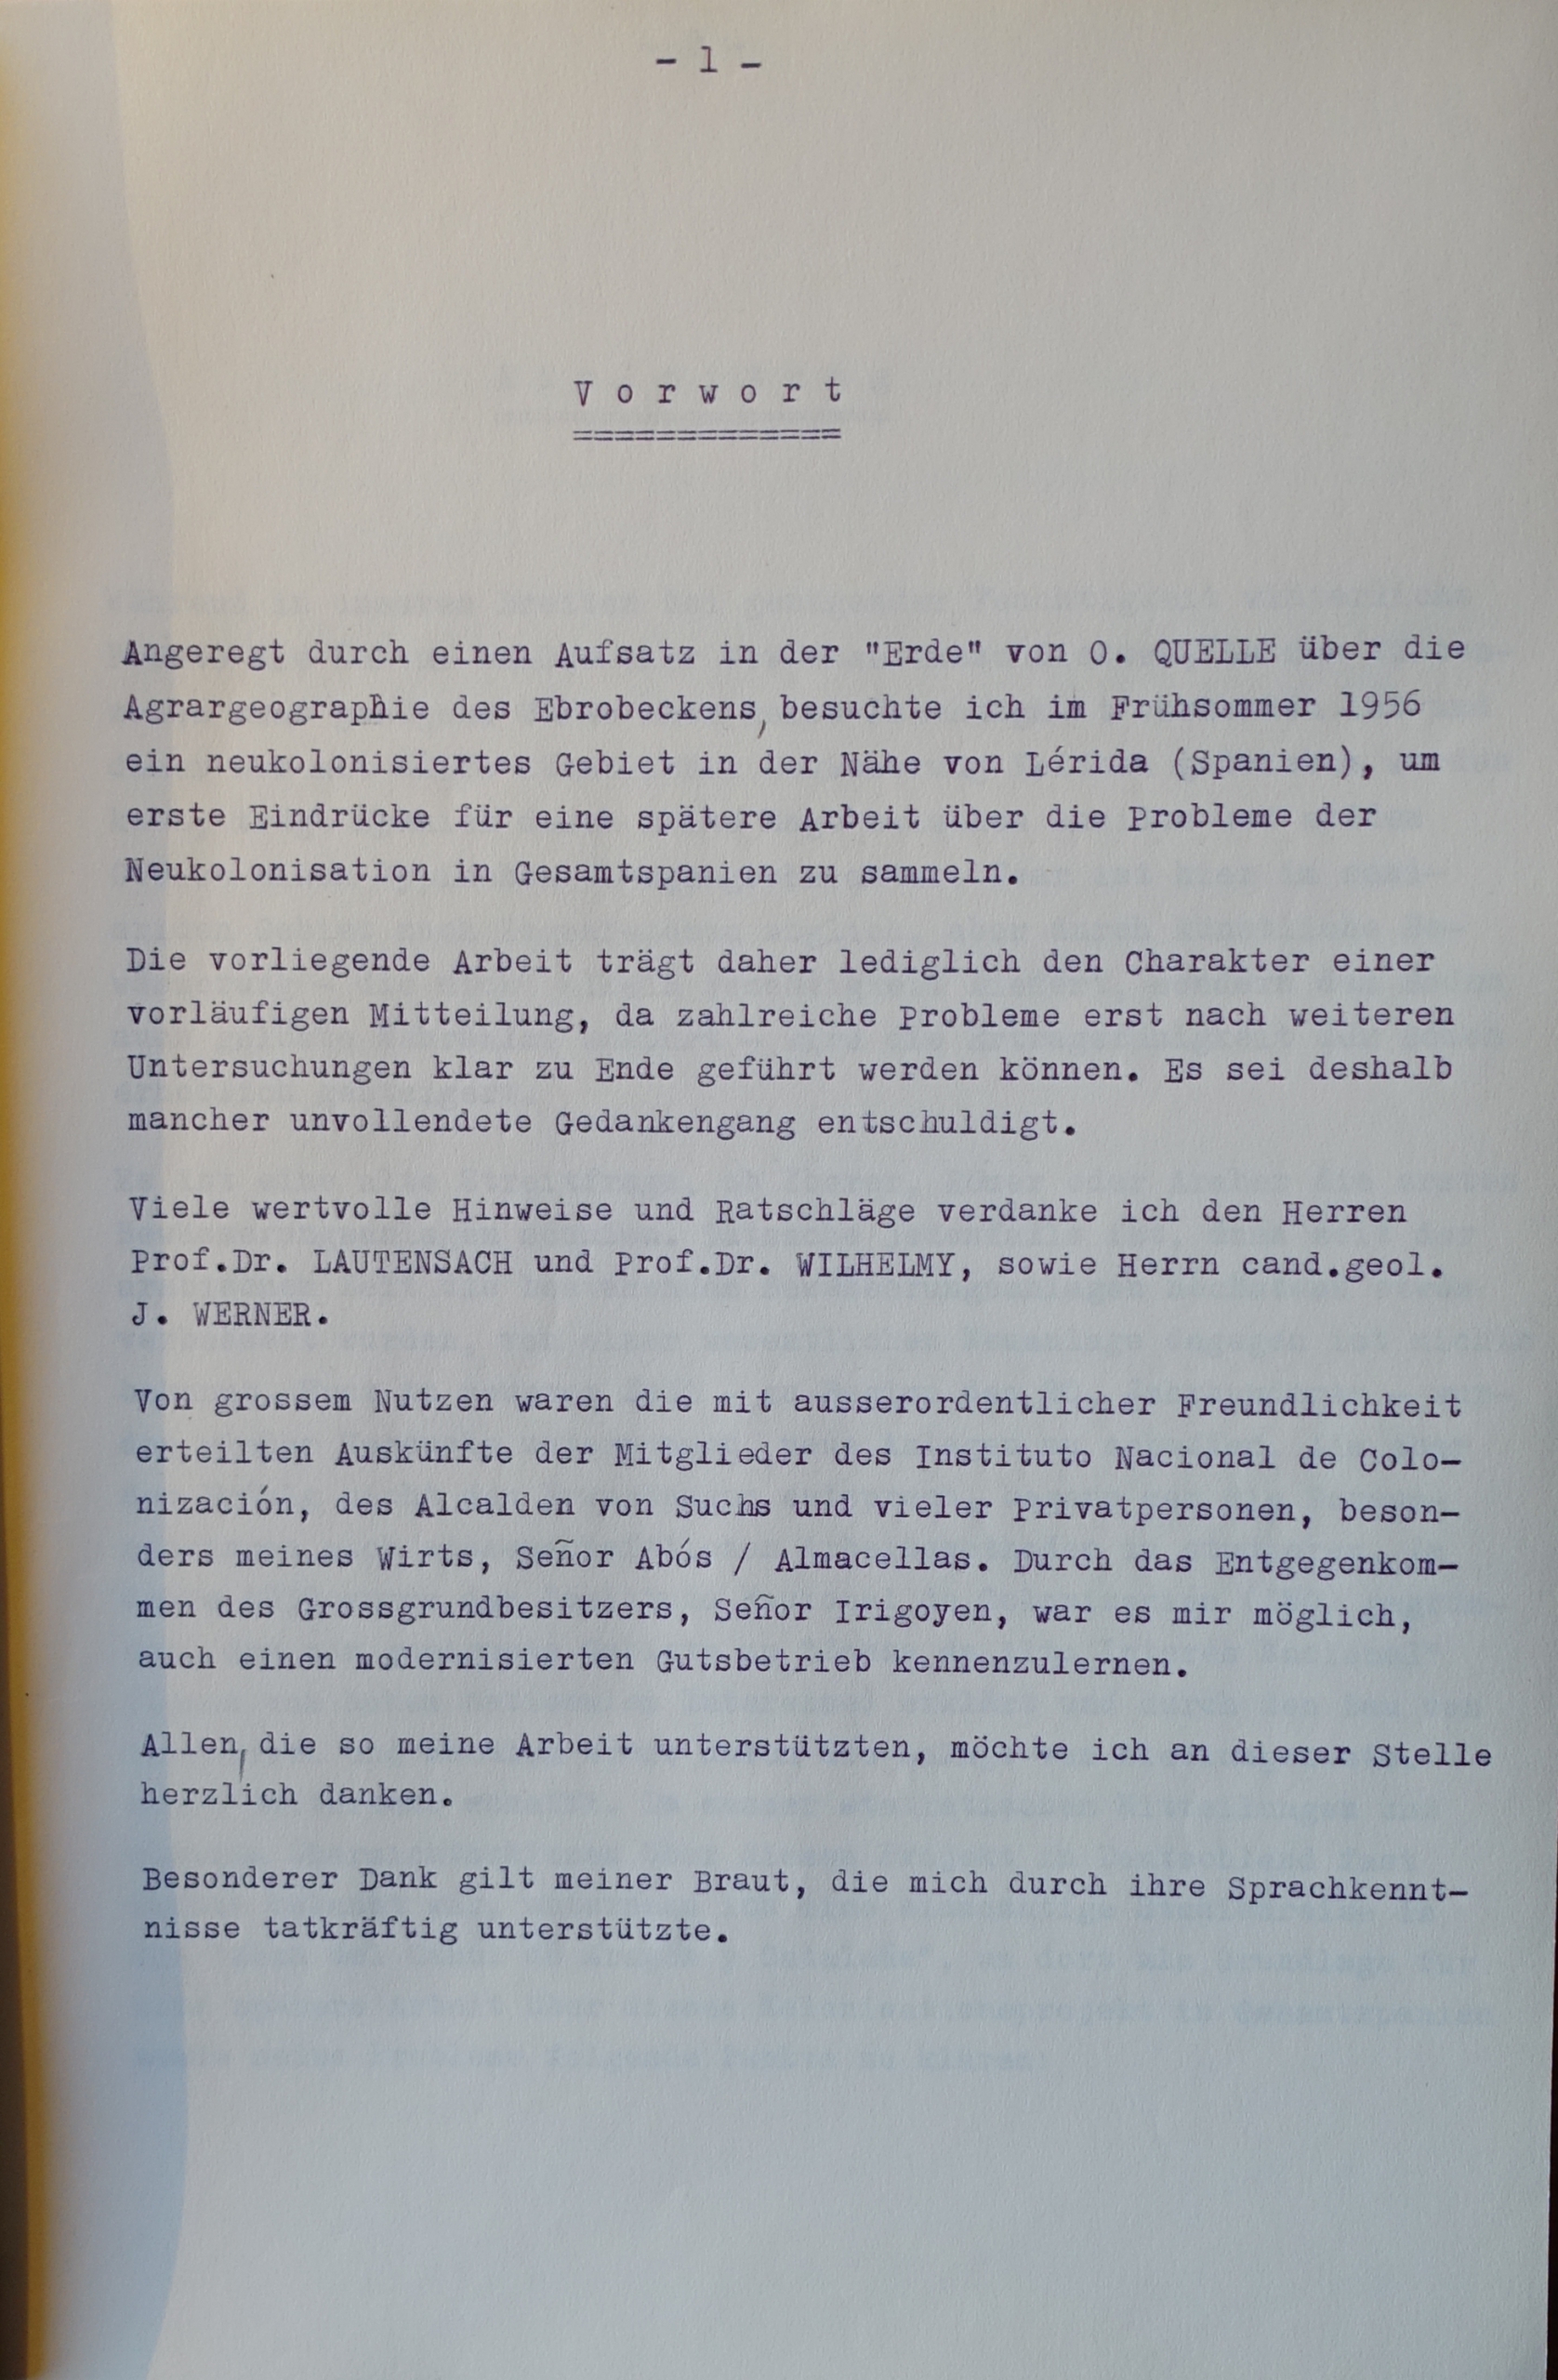 - 1 -
V o r w o r t
=============
Angeregt durch einen Aufsatz in der "Erde" von O. QUELLE über die
Agrargeographie des Ebrobeckens, besuchte ich im Frühsommer 1956
ein neukolonisiertes Gebiet in der Nähe von Lérida (Spanien), um
erste Eindrücke für eine spätere Arbeit über die Probleme der
Neukolonisation in Gesamtspanien zu sammeln.
Die vorliegende Arbeit trägt daher lediglich den Charakter einer
vorläufigen Mitteilung, da zahlreiche Probleme erst nach weiteren
Untersuchungen klar zu Ende geführt werden können. Es sei deshalb
mancher unvollendete Gedankengang entschuldigt.
Viele wertvolle Hinweise und Ratschläge verdanke ich den Herren
Prof.Dr. LAUTENSACH und Prof.Dr. WILHELMY, sowie Herrn cand.geol.
J. WERNER.
Von grossem Nutzen waren die mit ausserordentlicher Freundlichkeit
erteilten Auskünfte der Mitglieder des Instituto Nacional de Colo-
nización, des Alcalden von Suchs und vieler Privatpersonen, beson-
ders meines Wirts, Señor Abós / Almacellas. Durch das Entgegenkom-
men des Grossgrundbesitzers, Señor Irigoyen, war es mir möglich,
auch einen modernisierten Gutsbetrieb kennenzulernen.
Allen, die so meine Arbeit unterstützten, möchte ich an dieser Stelle
herzlich danken.
Besonderer Dank gilt meiner Braut, die mich durch ihre Sprachkennt-
nisse tatkräftig unterstützte.